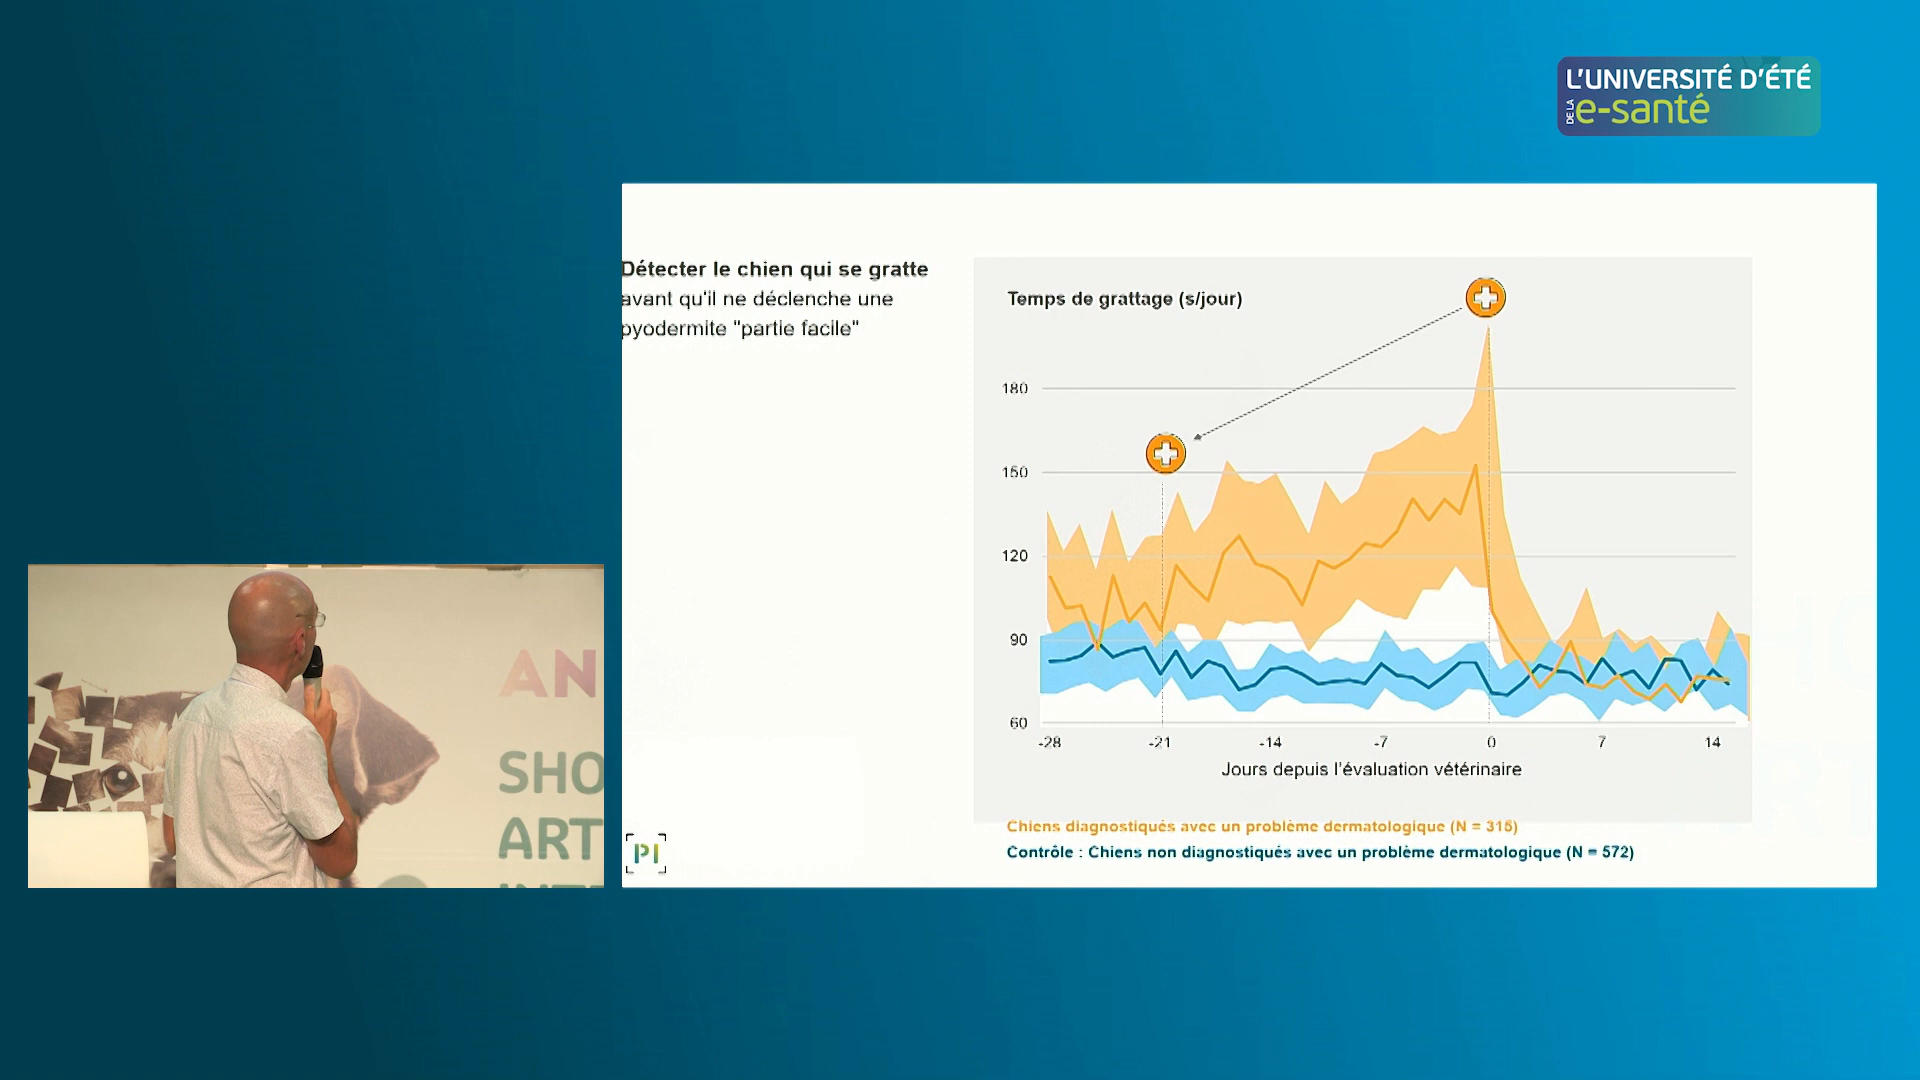 L'UNIVERSITÉ D'ÉTÉ
DE LA e-santé
Détecter le chien qui se gratte
avant qu'il ne déclenche une
pyodermite "partie facile"
Temps de grattage (s/jour)
180
150
120
90
60
-28 -21 -14 -7 0 7 14
Jours depuis l'évaluation vétérinaire
Chiens diagnostiqués avec un problème dermatologique (N = 315)
Contrôle : Chiens non diagnostiqués avec un problème dermatologique (N = 572)
PI
AN
SHO
ART